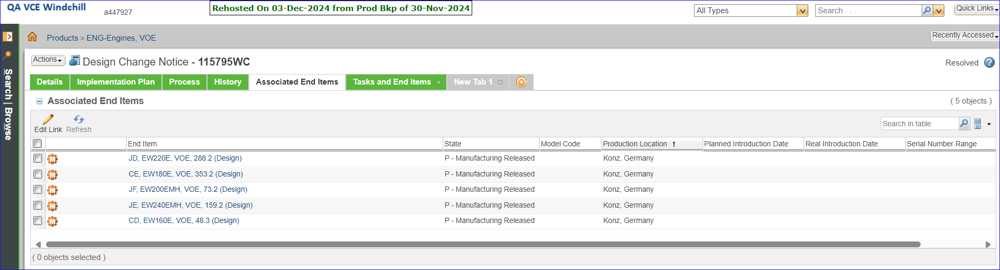 QA VCE Windchill
a447927
Rehosted On 03-Dec-2024 from Prod Bkp of 30-Nov-2024
All Types
Search . . .
Quick Links
Products > ENG-Engines, VOE
Recently Accessed
Search | Browse
Actions
Design Change Notice - 115795WC
Resolved
Details Implementation Plan Process History Associated End Items Tasks and End items New Tab 1
Associated End Items
( 5 objects )
Edit Link Refresh
Search in table
End Item State Model Code Production Location Planned Introduction Date Real Introduction Date Serial Number Range
JD, EW220E, VOE, 288.2 (Design) P - Manufacturing Released Konz, Germany
CE, EW180E, VOE, 353.2 (Design) P - Manufacturing Released Konz, Germany
JF, EW200EMH, VOE, 73.2 (Design) P - Manufacturing Released Konz, Germany
JE, EW240EMH, VOE, 159.2 (Design) P - Manufacturing Released Konz, Germany
CD, EW160E, VOE, 48.3 (Design) P - Manufacturing Released Konz, Germany
( 0 objects selected )